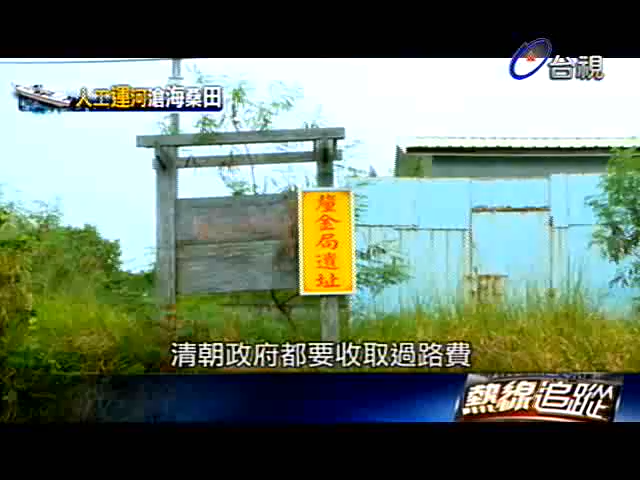 台視
人工運河滄海桑田
釐金局遺址
清朝政府都要收取過路費
熱線追蹤